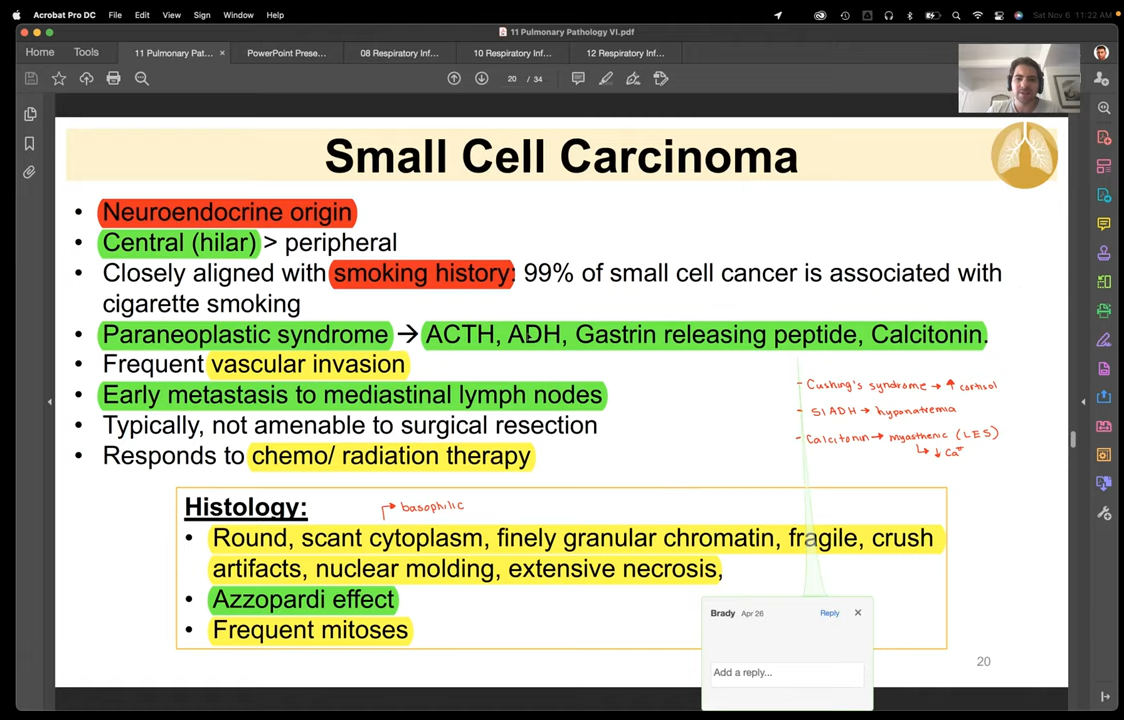 Acrobat Pro DC File Edit View Sign Window Help Sat Nov 6 11:22 AM
11 Pulmonary Pathology VI.pdf
Home Tools 11 Pulmonary Pat... × PowerPoint Prese... 08 Respiratory Inf... 10 Respiratory Inf... 12 Respiratory Inf...
20 / 34
Small Cell Carcinoma
• Neuroendocrine origin
• Central (hilar) > peripheral
• Closely aligned with smoking history: 99% of small cell cancer is associated with
cigarette smoking
• Paraneoplastic syndrome → ACTH, ADH, Gastrin releasing peptide, Calcitonin.
• Frequent vascular invasion
- Cushing's syndrome → ↑ cortisol
• Early metastasis to mediastinal lymph nodes
- SIADH → hyponatremia
• Typically, not amenable to surgical resection
- Calcitonin → myasthenic (LES)
↳ ↓ Ca⁺
• Responds to chemo/ radiation therapy
Histology:
→ basophilic
• Round, scant cytoplasm, finely granular chromatin, fragile, crush
artifacts, nuclear molding, extensive necrosis,
• Azzopardi effect
• Frequent mitoses
Brady Apr 26 Reply ×
Add a reply...
20